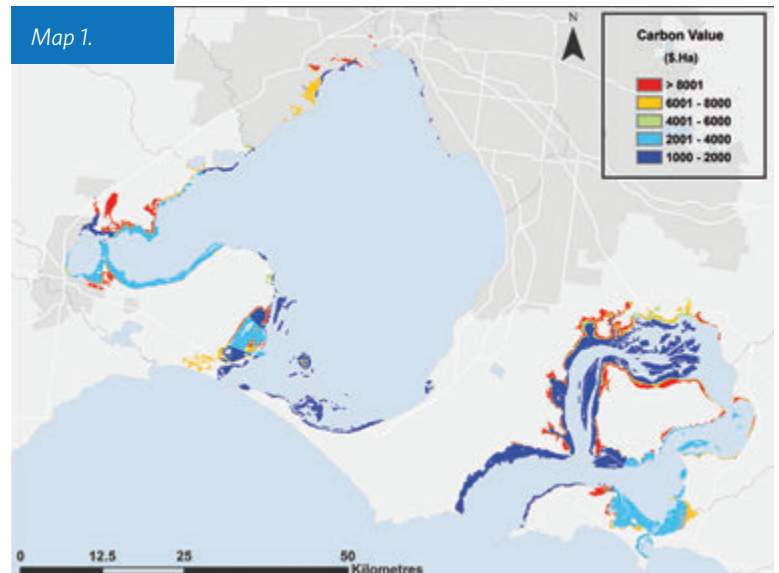 Map 1.
N
Carbon Value
($.Ha)
> 8001
6001 - 8000
4001 - 6000
2001 - 4000
1000 - 2000
0 12.5 25 50
Kilometres